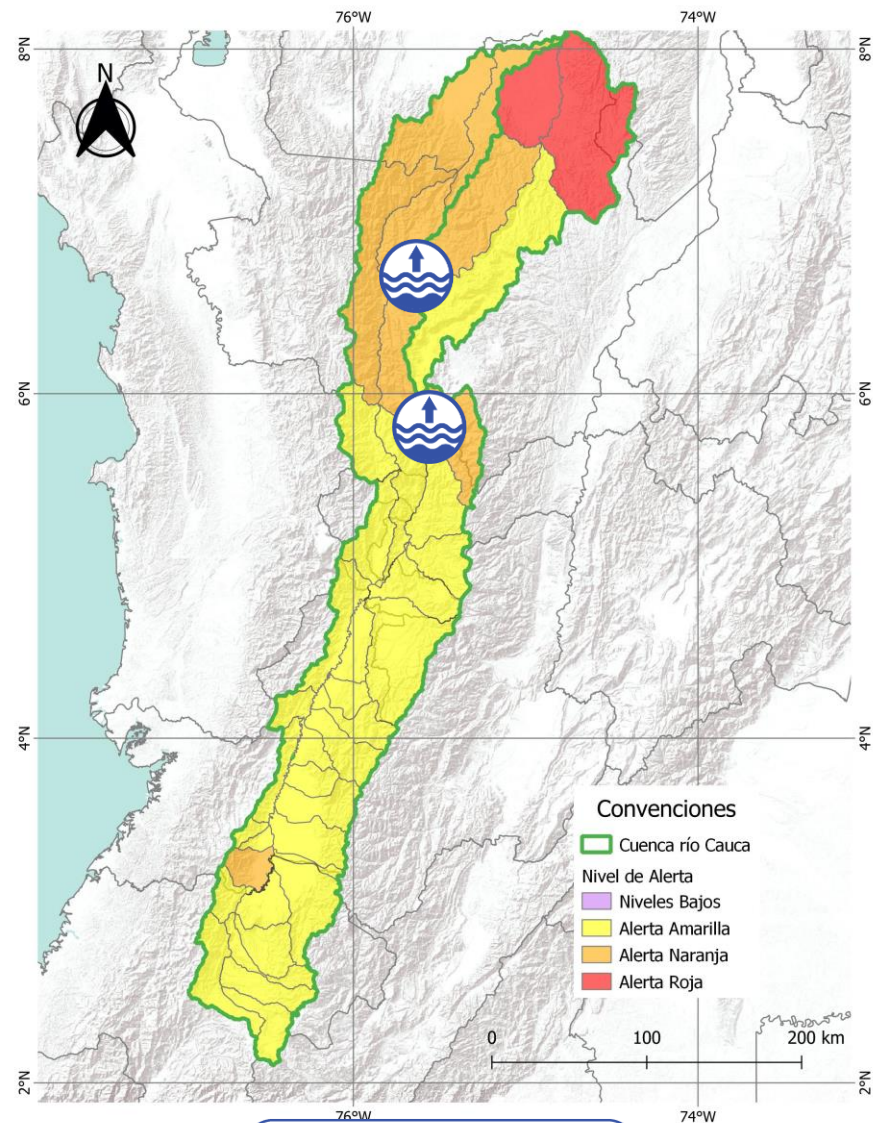 76°W 74°W
8°N 8°N
N
6°N 6°N
4°N 4°N
Convenciones
Cuenca río Cauca
Nivel de Alerta
Niveles Bajos
Alerta Amarilla
Alerta Naranja
Alerta Roja
0 100 200 km
2°N 2°N
76°W 74°W